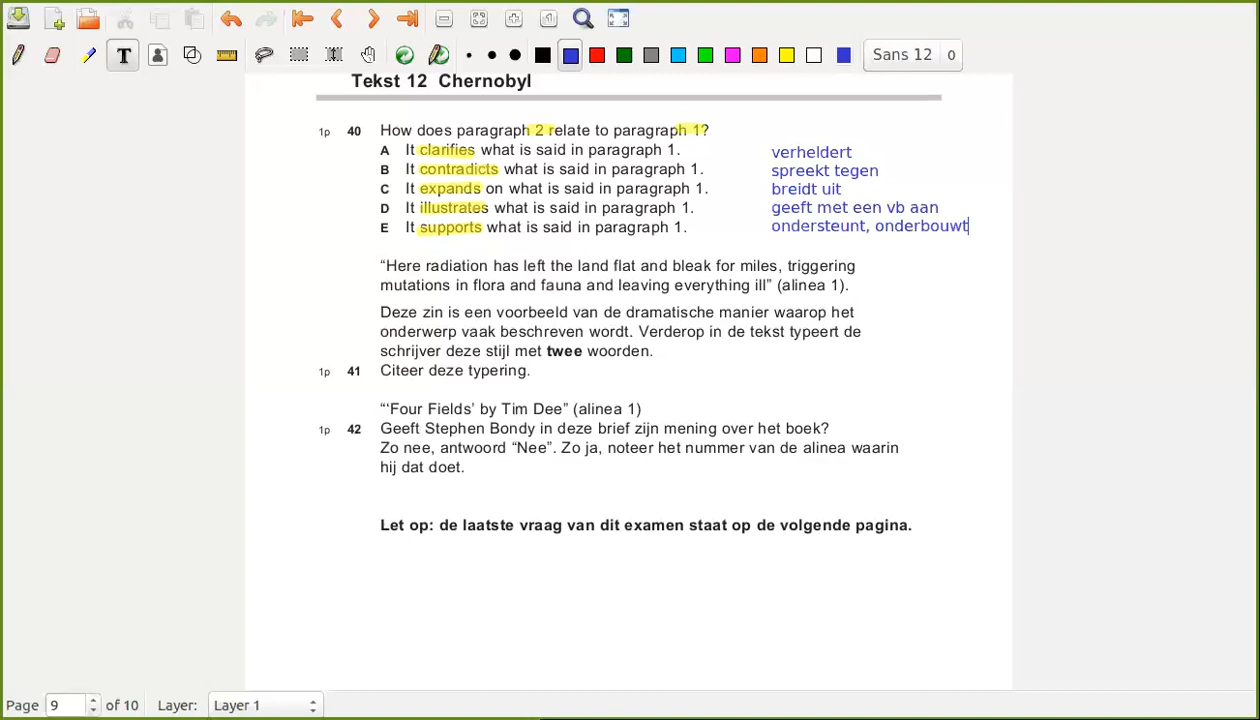 Sans 12 0
Tekst 12 Chernobyl
1p 40 How does paragraph 2 relate to paragraph 1?
A It clarifies what is said in paragraph 1. verheldert
B It contradicts what is said in paragraph 1. spreekt tegen
C It expands on what is said in paragraph 1. breidt uit
D It illustrates what is said in paragraph 1. geeft met een vb aan
E It supports what is said in paragraph 1. ondersteunt, onderbouwt
“Here radiation has left the land flat and bleak for miles, triggering
mutations in flora and fauna and leaving everything ill” (alinea 1).
Deze zin is een voorbeeld van de dramatische manier waarop het
onderwerp vaak beschreven wordt. Verderop in de tekst typeert de
schrijver deze stijl met twee woorden.
1p 41 Citeer deze typering.
“‘Four Fields’ by Tim Dee” (alinea 1)
1p 42 Geeft Stephen Bondy in deze brief zijn mening over het boek?
Zo nee, antwoord “Nee”. Zo ja, noteer het nummer van de alinea waarin
hij dat doet.
Let op: de laatste vraag van dit examen staat op de volgende pagina.
Page 9 of 10 Layer: Layer 1